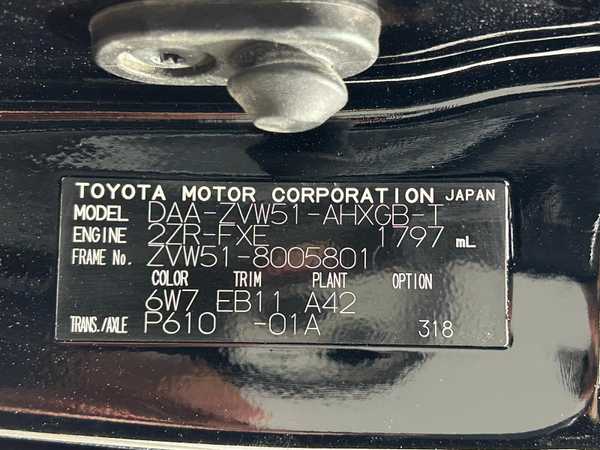 TOYOTA MOTOR CORPORATION JAPAN
MODEL DAA-ZVW51-AHXGB-T
ENGINE 2ZR-FXE 1797 mL
FRAME No. ZVW51-8005801
COLOR TRIM PLANT OPTION
6W7 EB11 A42
TRANS./AXLE P610 -01A 318